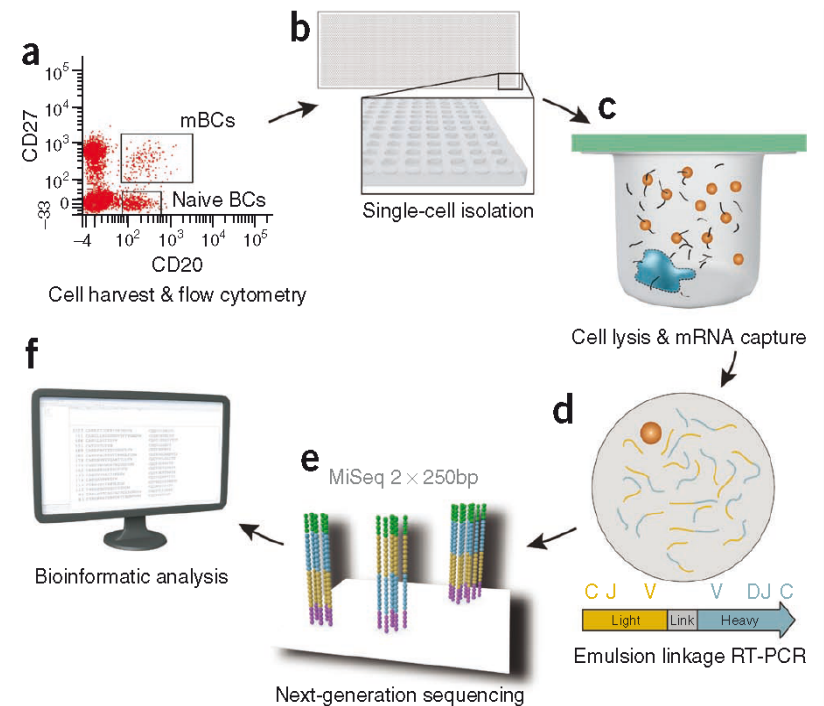 a
CD27
10⁵
10⁴
10³
10²
0
–33
mBCs
Naive BCs
–4
10²
10³
10⁴
10⁵
CD20
Cell harvest & flow cytometry
b
Single-cell isolation
c
Cell lysis & mRNA capture
d
C J V V DJ C
Light Link Heavy
Emulsion linkage RT-PCR
e
MiSeq 2 × 250bp
Next-generation sequencing
f
Bioinformatic analysis